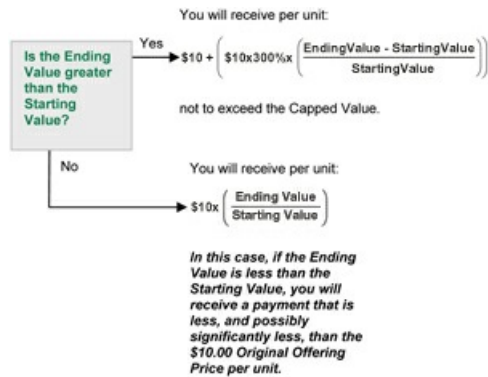 You will receive per unit:
Is the Ending
Value greater
than the
Starting
Value?
Yes
$10 + ( $10x300%x ( EndingValue - StartingValue
StartingValue ))
not to exceed the Capped Value.
No
You will receive per unit:
$10x ( Ending Value
Starting Value )
In this case, if the Ending
Value is less than the
Starting Value, you will
receive a payment that is
less, and possibly
significantly less, than the
$10.00 Original Offering
Price per unit.